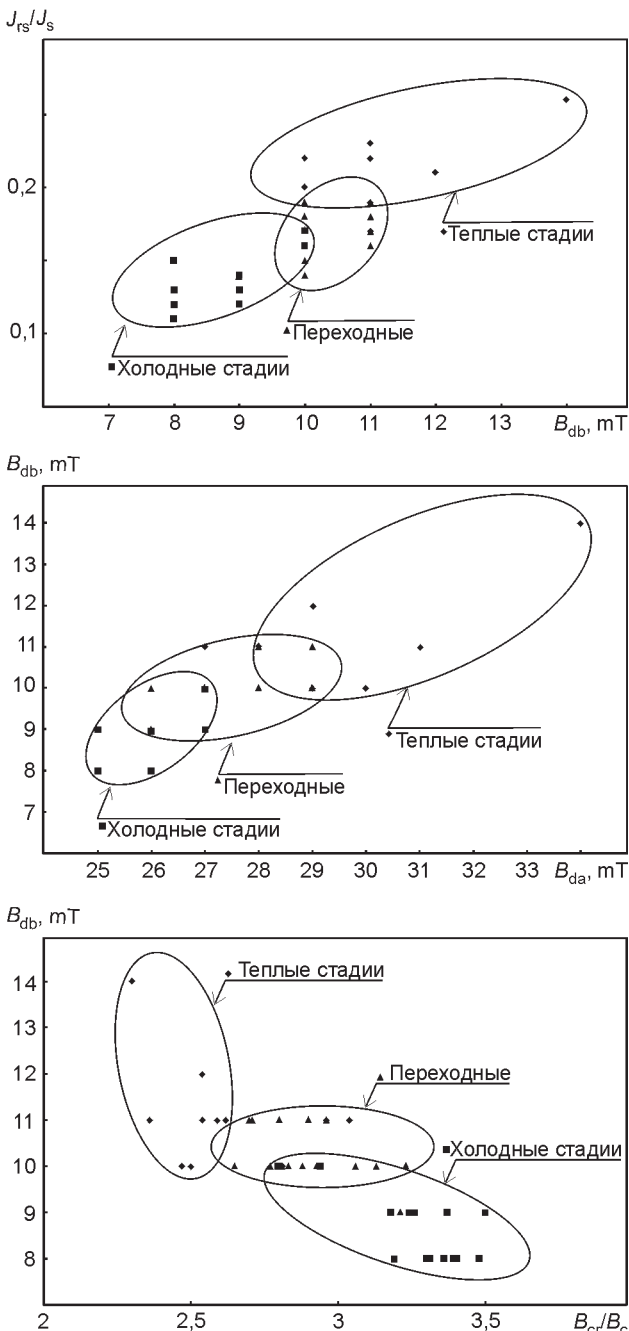 J_rs/J_s
0,2
Теплые стадии
0,1
Переходные
Холодные стадии
7 8 9 10 11 12 13 B_db, mT
B_db, mT
14
13
12
11
10
9
Теплые стадии
8
Переходные
7
Холодные стадии
25 26 27 28 29 30 31 32 33 B_da, mT
B_db, mT
Теплые стадии
14
13
12
Переходные
11
Холодные стадии
10
9
8
2 2,5 3 3,5 B_cr/B_c